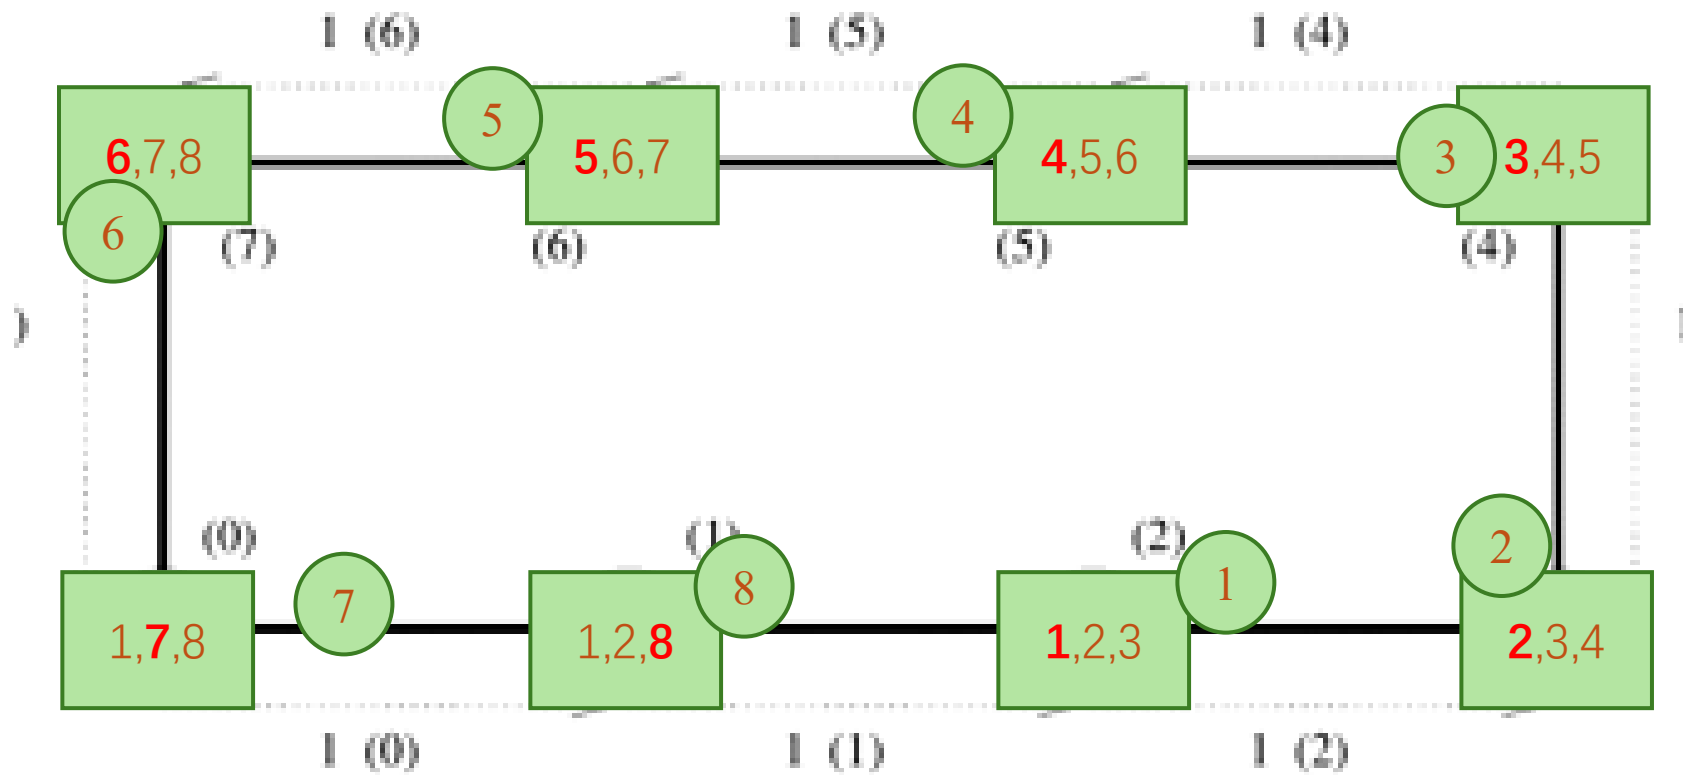 1 (6) 1 (5) 1 (4)
5 4
6,7,8 5,6,7 4,5,6 3 3,4,5
6 (7) (6) (5) (4)
)
(0) (1) (2) 2
7 8 1
1,7,8 1,2,8 1,2,3 2,3,4
1 (0) 1 (1) 1 (2)